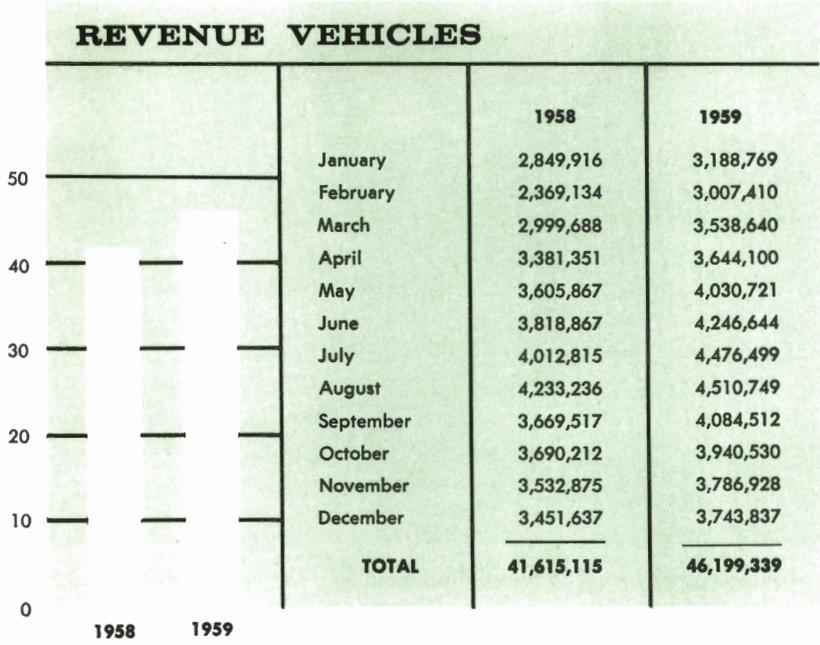 REVENUE VEHICLES
50
40
30
20
10
0
1958 1959
1958 1959
January 2,849,916 3,188,769
February 2,369,134 3,007,410
March 2,999,688 3,538,640
April 3,381,351 3,644,100
May 3,605,867 4,030,721
June 3,818,867 4,246,644
July 4,012,815 4,476,499
August 4,233,236 4,510,749
September 3,669,517 4,084,512
October 3,690,212 3,940,530
November 3,532,875 3,786,928
December 3,451,637 3,743,837
TOTAL 41,615,115 46,199,339